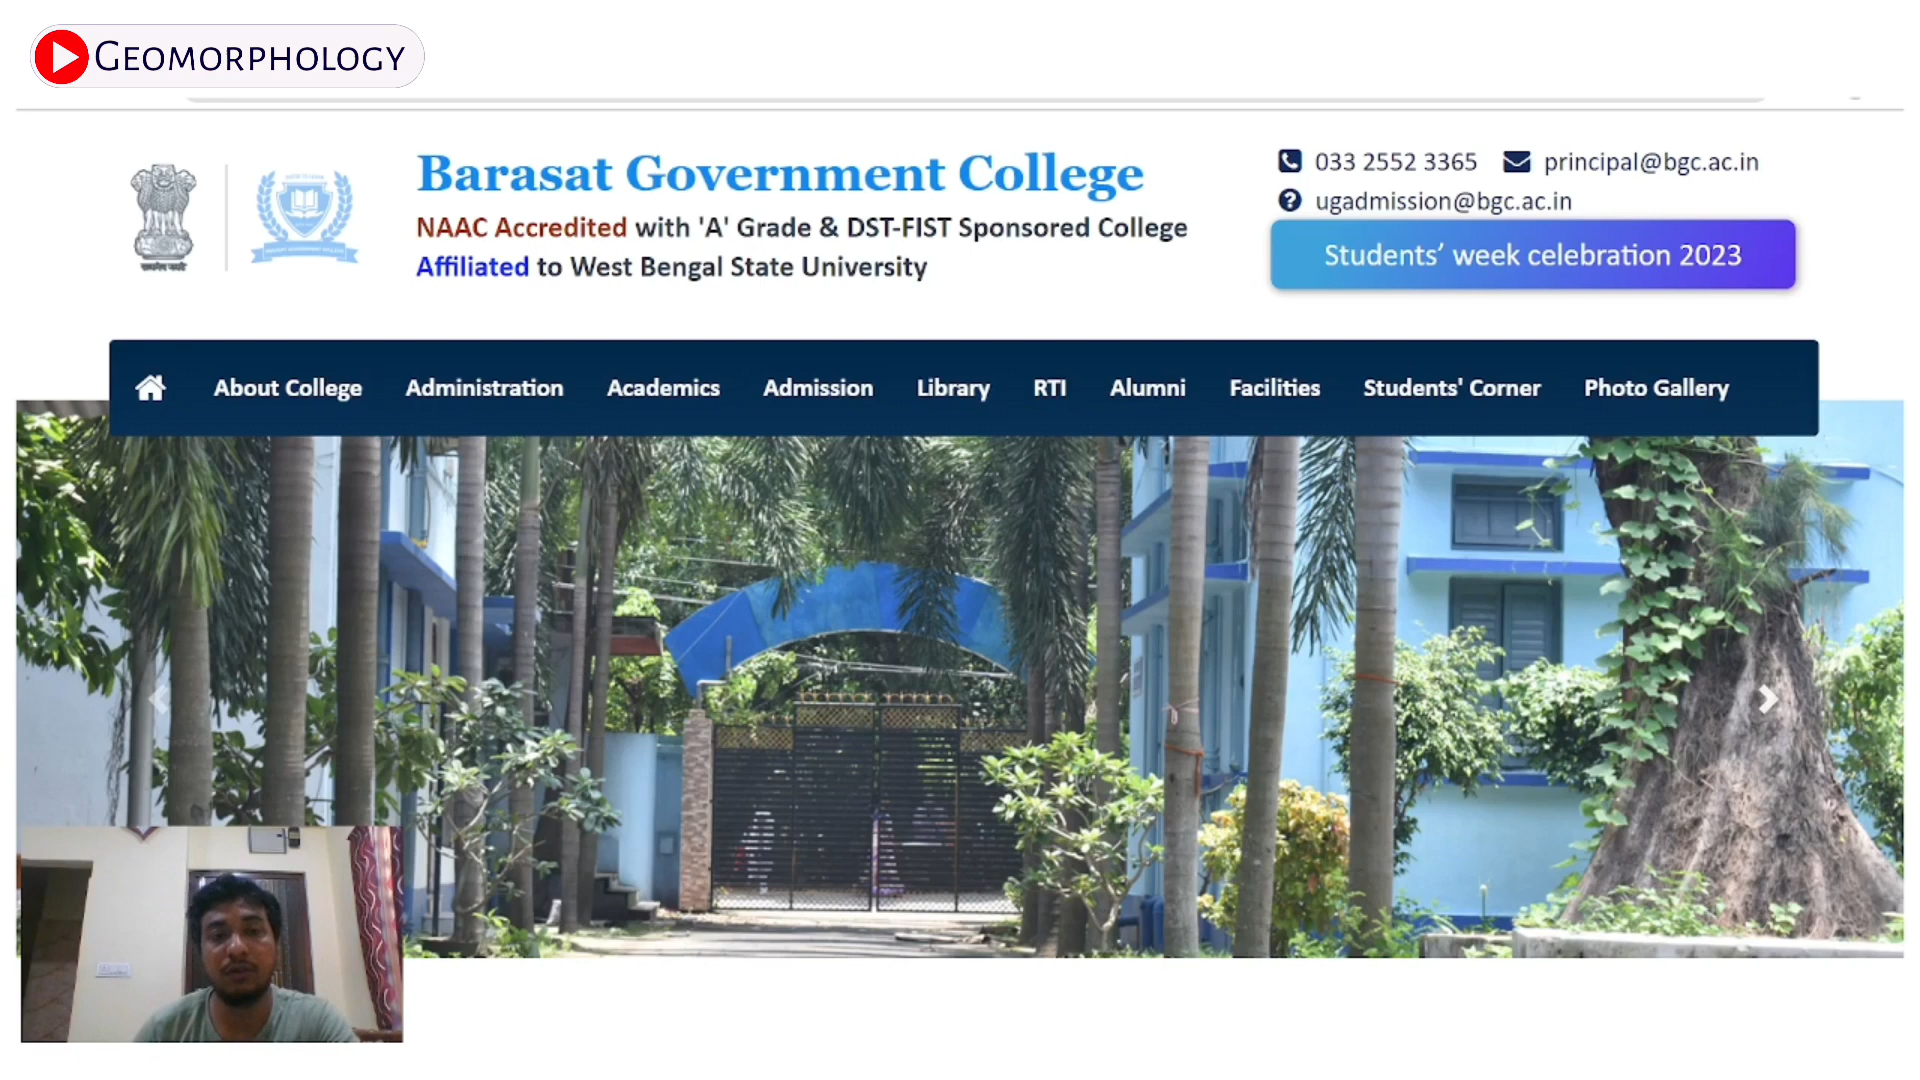 GEOMORPHOLOGY
Barasat Government College
NAAC Accredited with 'A' Grade & DST-FIST Sponsored College
Affiliated to West Bengal State University
033 2552 3365 principal@bgc.ac.in
ugadmission@bgc.ac.in
Students’ week celebration 2023
About College Administration Academics Admission Library RTI Alumni Facilities Students' Corner Photo Gallery